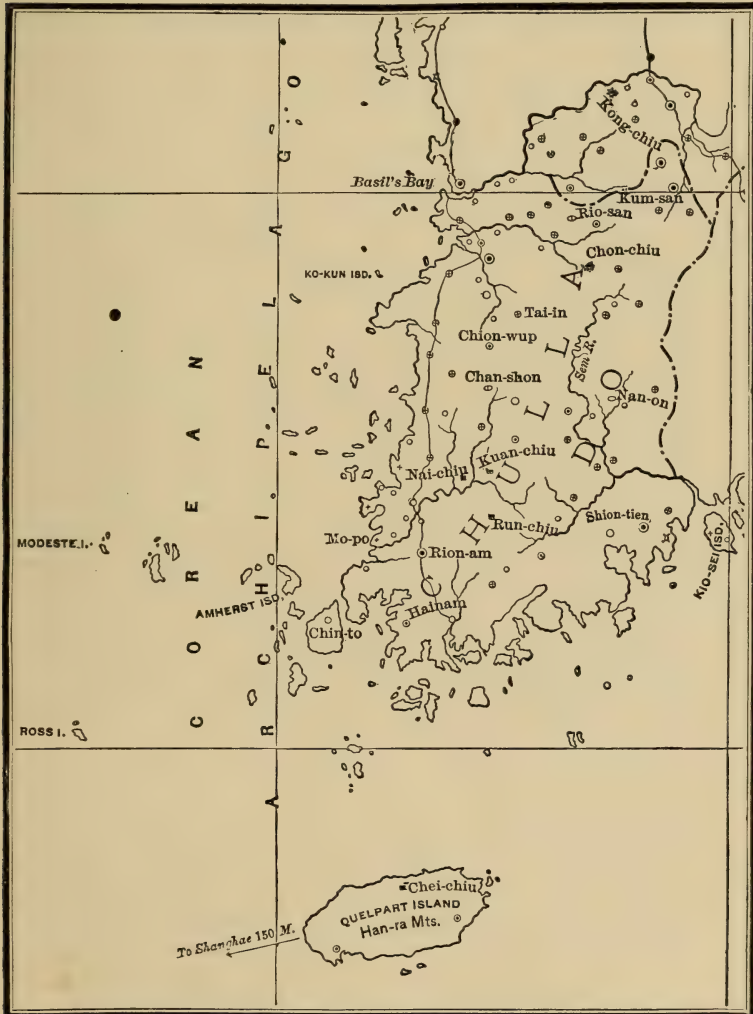 Kong-chiu
Basil's Bay
Kum-san
Rio-san
KO-KUN ISD.
Chon-chiu
Tai-in
Chion-wup
Sem R.
Chan-shon
Nan-on
Nai-chiu
Kuan-chiu
Run-chiu
Shion-tien
MODESTE I.
Mo-po
Rion-am
KIO-SEI ISD.
AMHERST ISD.
Hainam
Chin-to
ROSS I.
CHULLA
DO
COREAN
ARCHIPELAGO
Chei-chiu
QUELPART ISLAND
Han-ra Mts.
To Shanghae 150 M.